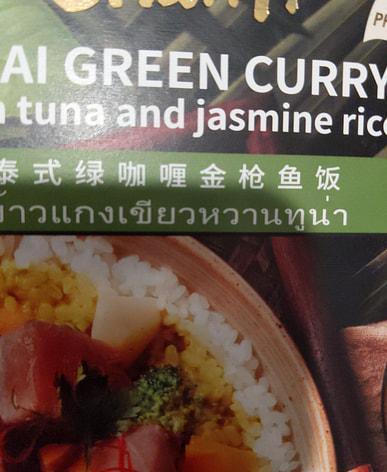 AI GREEN CURRY
tuna and jasmine rice
泰式绿咖喱金枪鱼饭
ข้าวแกงเขียวหวานทูน่า